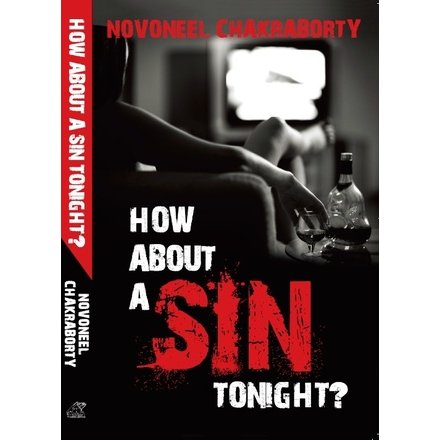 NOVONEEL CHAKRABORTY
HOW
ABOUT
A
SIN
TONIGHT?
HOW ABOUT A SIN TONIGHT?
NOVONEEL
CHAKRABORTY